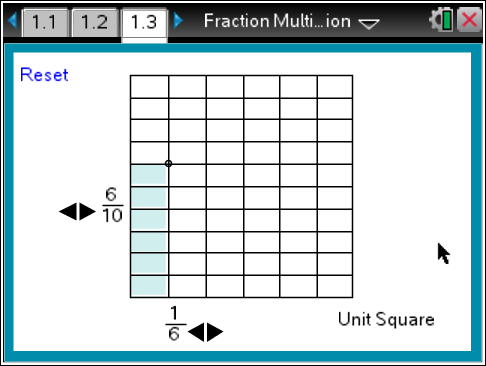 1.1 1.2 1.3 Fraction Multi...ion
Reset
6
10
1
6
Unit Square